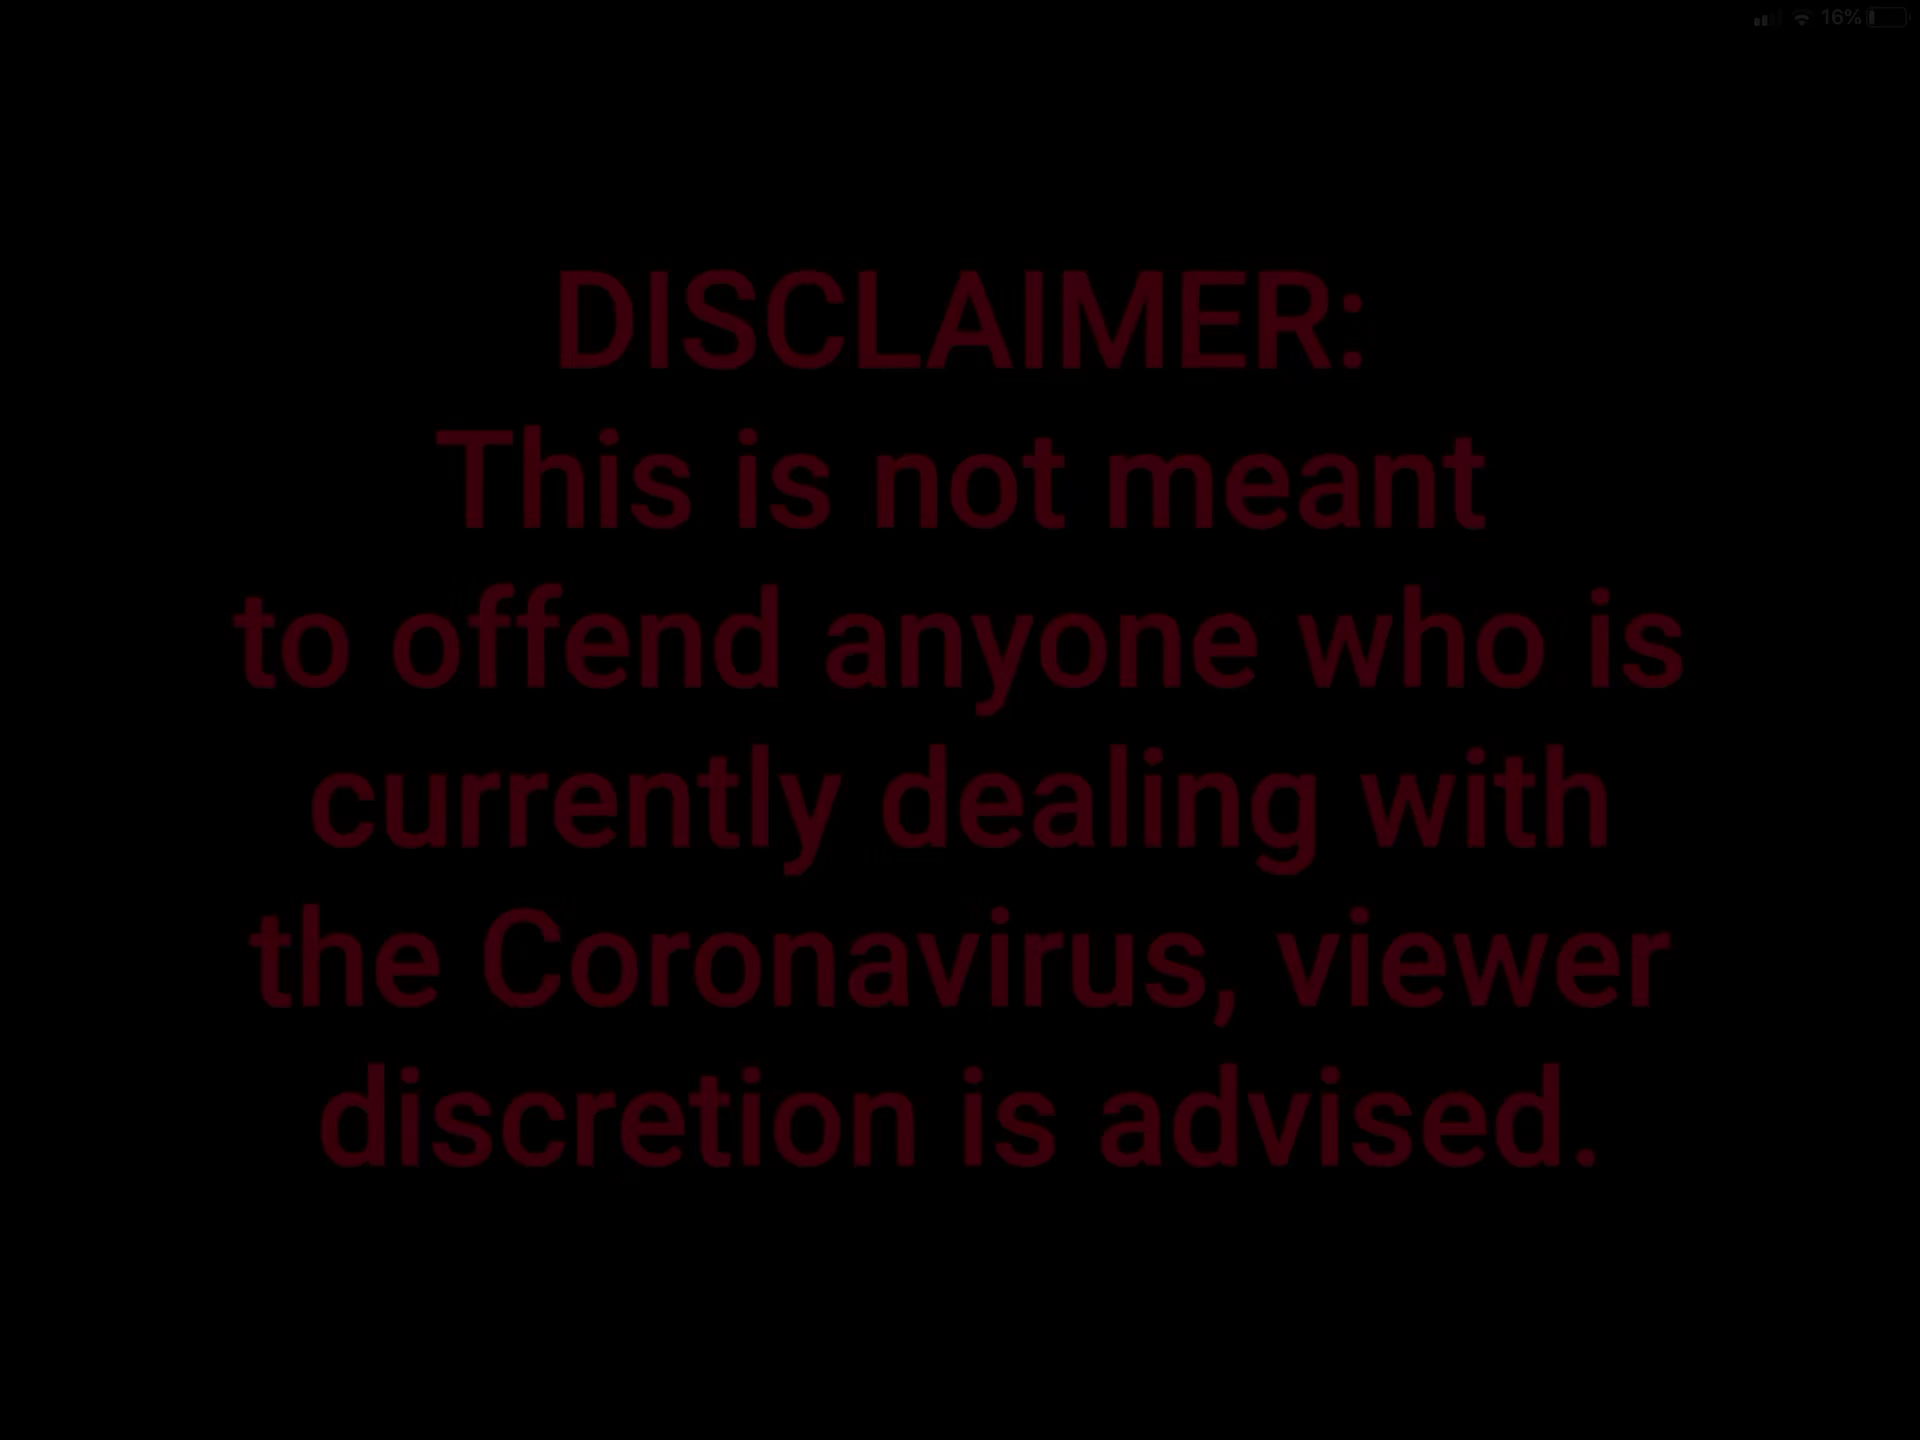 16%
DISCLAIMER:
This is not meant
to offend anyone who is
currently dealing with
the Coronavirus, viewer
discretion is advised.